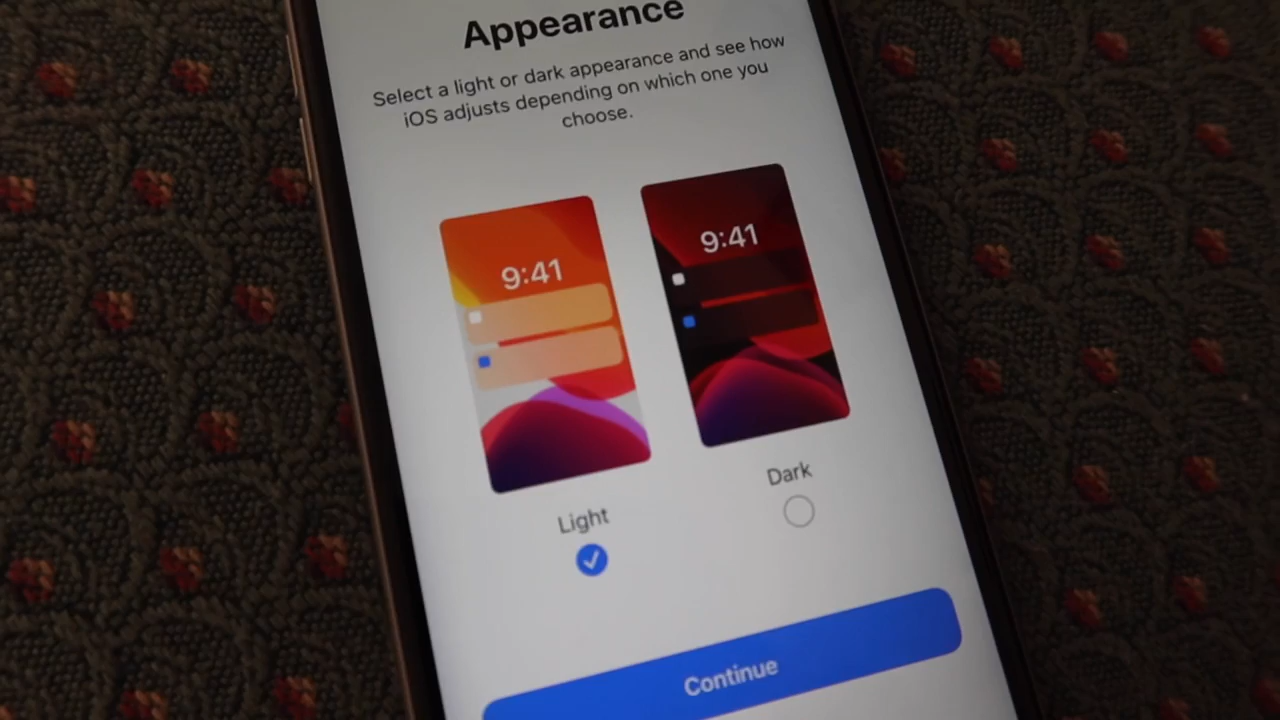 Appearance
Select a light or dark appearance and see how
iOS adjusts depending on which one you
choose.
9:41
9:41
Light
Dark
Continue